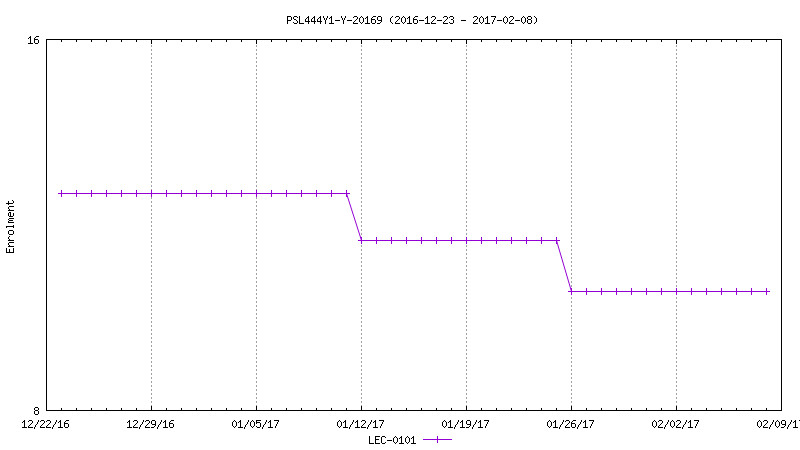 PSL444Y1-Y-20169 (2016-12-23 - 2017-02-08)
16
Enrolment
8
12/22/16 12/29/16 01/05/17 01/12/17 01/19/17 01/26/17 02/02/17 02/09/1
LEC-0101